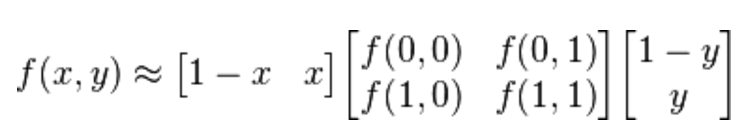 f(x, y) ≈ [1 − x   x] [f(0, 0)   f(0, 1)] [1 − y]
[f(1, 0)   f(1, 1)] [y]